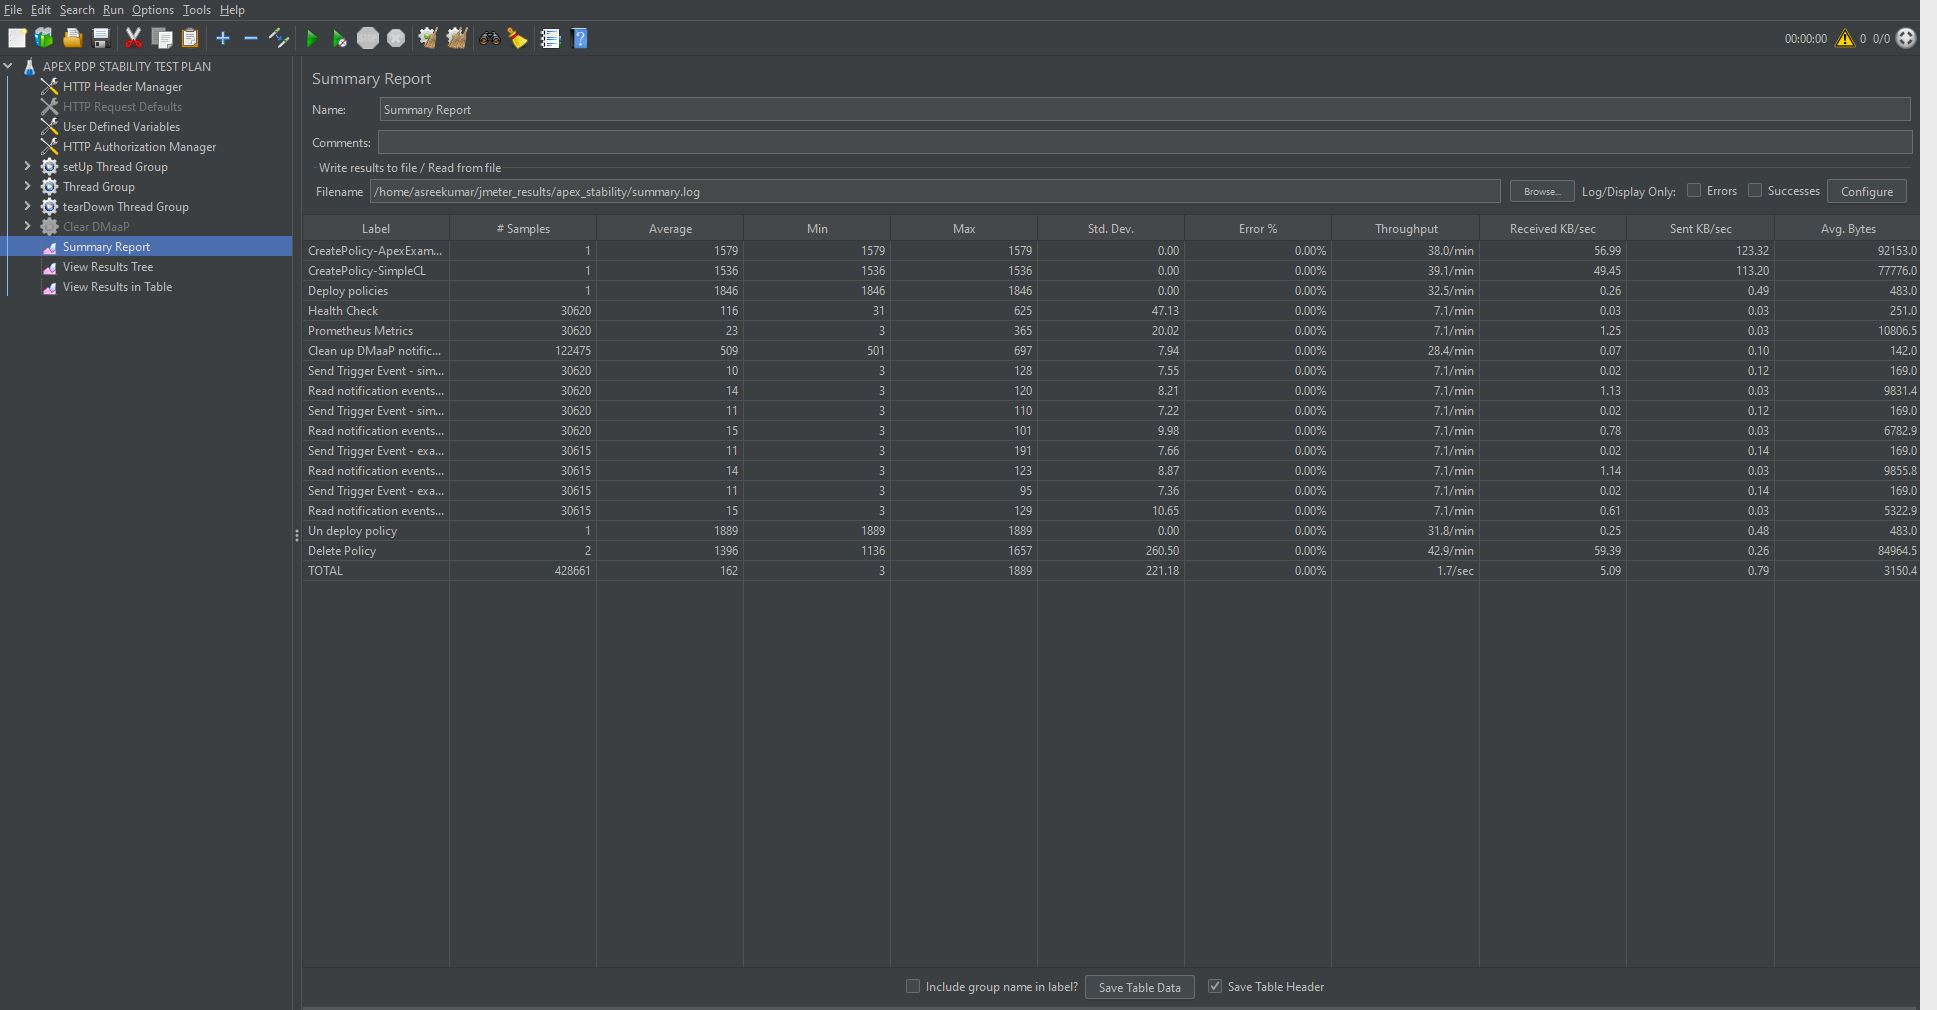 File Edit Search Run Options Tools Help
00:00:00 0 0/0
APEX PDP STABILITY TEST PLAN
HTTP Header Manager
HTTP Request Defaults
User Defined Variables
HTTP Authorization Manager
setUp Thread Group
Thread Group
tearDown Thread Group
Clear DMaaP
Summary Report
View Results Tree
View Results in Table
Summary Report
Name: Summary Report
Comments:
Write results to file / Read from file
Filename /home/asreekumar/jmeter_results/apex_stability/summary.log Browse... Log/Display Only: Errors Successes Configure
Label # Samples Average Min Max Std. Dev. Error % Throughput Received KB/sec Sent KB/sec Avg. Bytes
CreatePolicy-ApexExam... 1 1579 1579 1579 0.00 0.00% 38.0/min 56.99 123.32 92153.0
CreatePolicy-SimpleCL 1 1536 1536 1536 0.00 0.00% 39.1/min 49.45 113.20 77776.0
Deploy policies 1 1846 1846 1846 0.00 0.00% 32.5/min 0.26 0.49 483.0
Health Check 30620 116 31 625 47.13 0.00% 7.1/min 0.03 0.03 251.0
Prometheus Metrics 30620 23 3 365 20.02 0.00% 7.1/min 1.25 0.03 10806.5
Clean up DMaaP notific... 122475 509 501 697 7.94 0.00% 28.4/min 0.07 0.10 142.0
Send Trigger Event - sim... 30620 10 3 128 7.55 0.00% 7.1/min 0.02 0.12 169.0
Read notification events... 30620 14 3 120 8.21 0.00% 7.1/min 1.13 0.03 9831.4
Send Trigger Event - sim... 30620 11 3 110 7.22 0.00% 7.1/min 0.02 0.12 169.0
Read notification events... 30620 15 3 101 9.98 0.00% 7.1/min 0.78 0.03 6782.9
Send Trigger Event - exa... 30615 11 3 191 7.66 0.00% 7.1/min 0.02 0.14 169.0
Read notification events... 30615 14 3 123 8.87 0.00% 7.1/min 1.14 0.03 9855.8
Send Trigger Event - exa... 30615 11 3 95 7.36 0.00% 7.1/min 0.02 0.14 169.0
Read notification events... 30615 15 3 129 10.65 0.00% 7.1/min 0.61 0.03 5322.9
Un deploy policy 1 1889 1889 1889 0.00 0.00% 31.8/min 0.25 0.48 483.0
Delete Policy 2 1396 1136 1657 260.50 0.00% 42.9/min 59.39 0.26 84964.5
TOTAL 428661 162 3 1889 221.18 0.00% 1.7/sec 5.09 0.79 3150.4
Include group name in label? Save Table Data Save Table Header